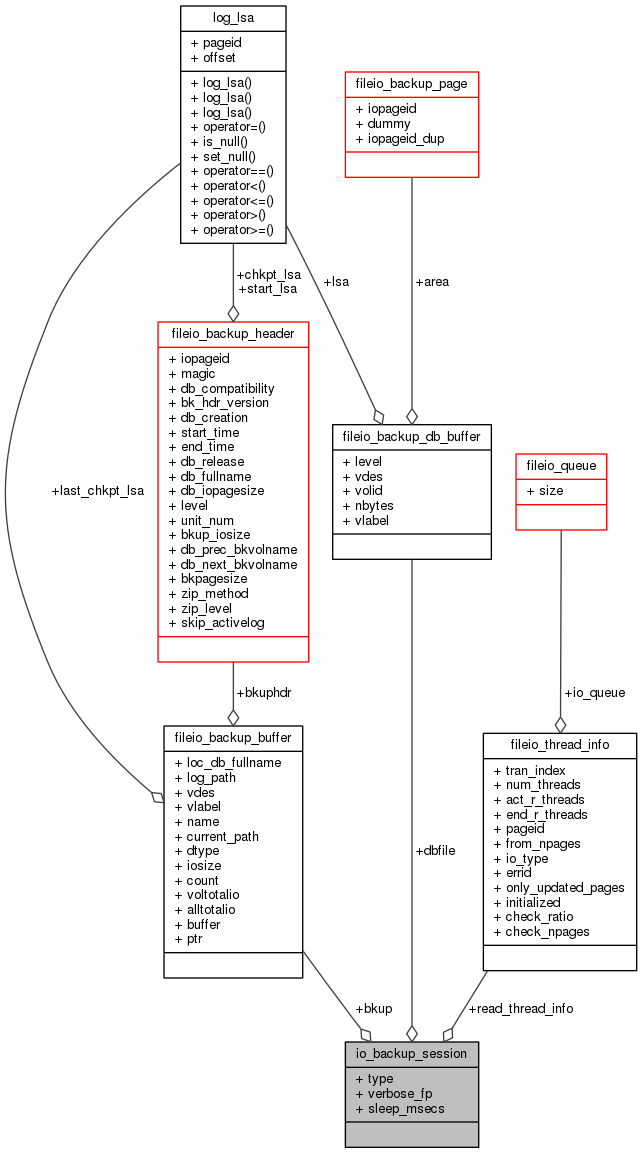 log_lsa
+ pageid
+ offset
+ log_lsa()
+ log_lsa()
+ log_lsa()
+ operator=()
+ is_null()
+ set_null()
+ operator==()
+ operator<()
+ operator<=()
+ operator>()
+ operator>=()
fileio_backup_page
+ iopageid
+ dummy
+ iopageid_dup
+chkpt_lsa
+start_lsa
+lsa
+area
fileio_backup_header
+ iopageid
+ magic
+ db_compatibility
+ bk_hdr_version
+ db_creation
+ start_time
+ end_time
+ db_release
+ db_fullname
+ db_iopagesize
+ level
+ unit_num
+ bkup_iosize
+ db_prec_bkvolname
+ db_next_bkvolname
+ bkpagesize
+ zip_method
+ zip_level
+ skip_activelog
fileio_backup_db_buffer
+ level
+ vdes
+ volid
+ nbytes
+ vlabel
fileio_queue
+ size
+last_chkpt_lsa
+bkuphdr
+io_queue
fileio_backup_buffer
+ loc_db_fullname
+ log_path
+ vdes
+ vlabel
+ name
+ current_path
+ dtype
+ iosize
+ count
+ voltotalio
+ alltotalio
+ buffer
+ ptr
+dbfile
fileio_thread_info
+ tran_index
+ num_threads
+ act_r_threads
+ end_r_threads
+ pageid
+ from_npages
+ io_type
+ errid
+ only_updated_pages
+ initialized
+ check_ratio
+ check_npages
+bkup
+read_thread_info
io_backup_session
+ type
+ verbose_fp
+ sleep_msecs